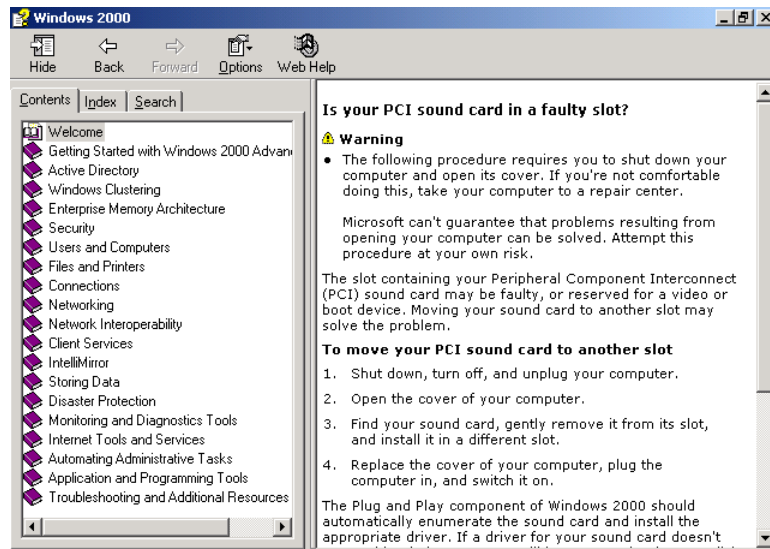 Windows 2000
Hide Back Forward Options Web Help
Contents Index Search
Welcome
Getting Started with Windows 2000 Advan
Active Directory
Windows Clustering
Enterprise Memory Architecture
Security
Users and Computers
Files and Printers
Connections
Networking
Network Interoperability
Client Services
IntelliMirror
Storing Data
Disaster Protection
Monitoring and Diagnostics Tools
Internet Tools and Services
Automating Administrative Tasks
Application and Programming Tools
Troubleshooting and Additional Resources
Is your PCI sound card in a faulty slot?
Warning
• The following procedure requires you to shut down your
computer and open its cover. If you're not comfortable
doing this, take your computer to a repair center.
Microsoft can't guarantee that problems resulting from
opening your computer can be solved. Attempt this
procedure at your own risk.
The slot containing your Peripheral Component Interconnect
(PCI) sound card may be faulty, or reserved for a video or
boot device. Moving your sound card to another slot may
solve the problem.
To move your PCI sound card to another slot
1. Shut down, turn off, and unplug your computer.
2. Open the cover of your computer.
3. Find your sound card, gently remove it from its slot,
and install it in a different slot.
4. Replace the cover of your computer, plug the
computer in, and switch it on.
The Plug and Play component of Windows 2000 should
automatically enumerate the sound card and install the
appropriate driver. If a driver for your sound card doesn't